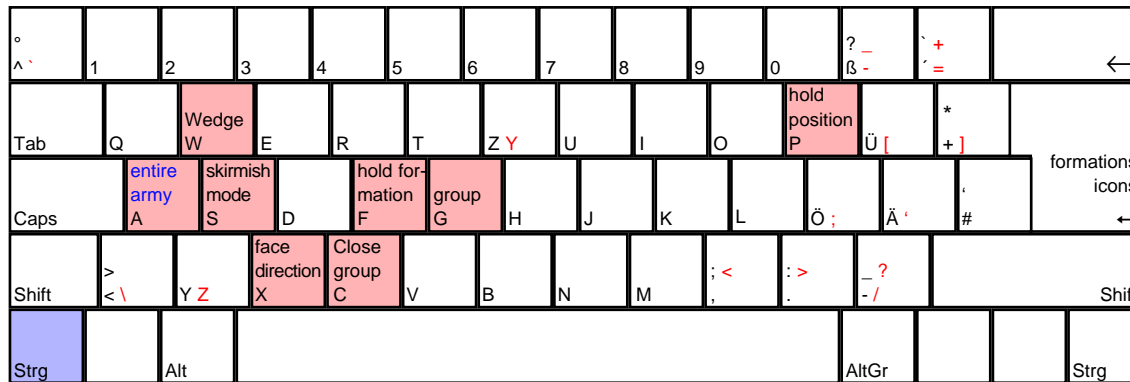 ° ? _ ` +
^ ` 1 2 3 4 5 6 7 8 9 0 ß - ´ = ←
hold
Wedge position *
Tab Q W E R T Z Y U I O P Ü [ + ]
formations
icons
entire skirmish hold for- ‘
army mode mation group
Caps A S D F G H J K L Ö ; Ä ‘ # ←
face Close
> direction group ; < : > _ ?
Shift < \ Y Z X C V B N M , . - / Shif
Strg Alt AltGr Strg